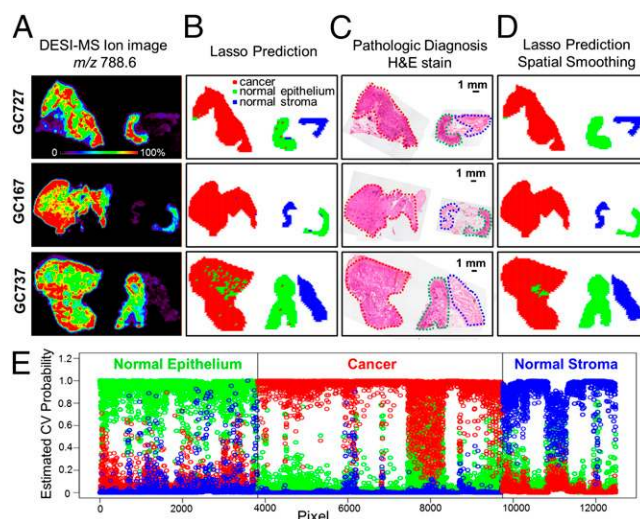 A
DESI-MS Ion image
m/z 788.6
B
Lasso Prediction
C
Pathologic Diagnosis
H&E stain
D
Lasso Prediction
Spatial Smoothing
GC727
0 100%
cancer
normal epithelium
normal stroma
1 mm
GC167
1 mm
GC737
1 mm
E
Normal Epithelium Cancer Normal Stroma
Estimated CV Probability
1.2
1.0
0.8
0.6
0.4
0.2
0
0 2000 4000 6000 8000 10000 12000
Pixel